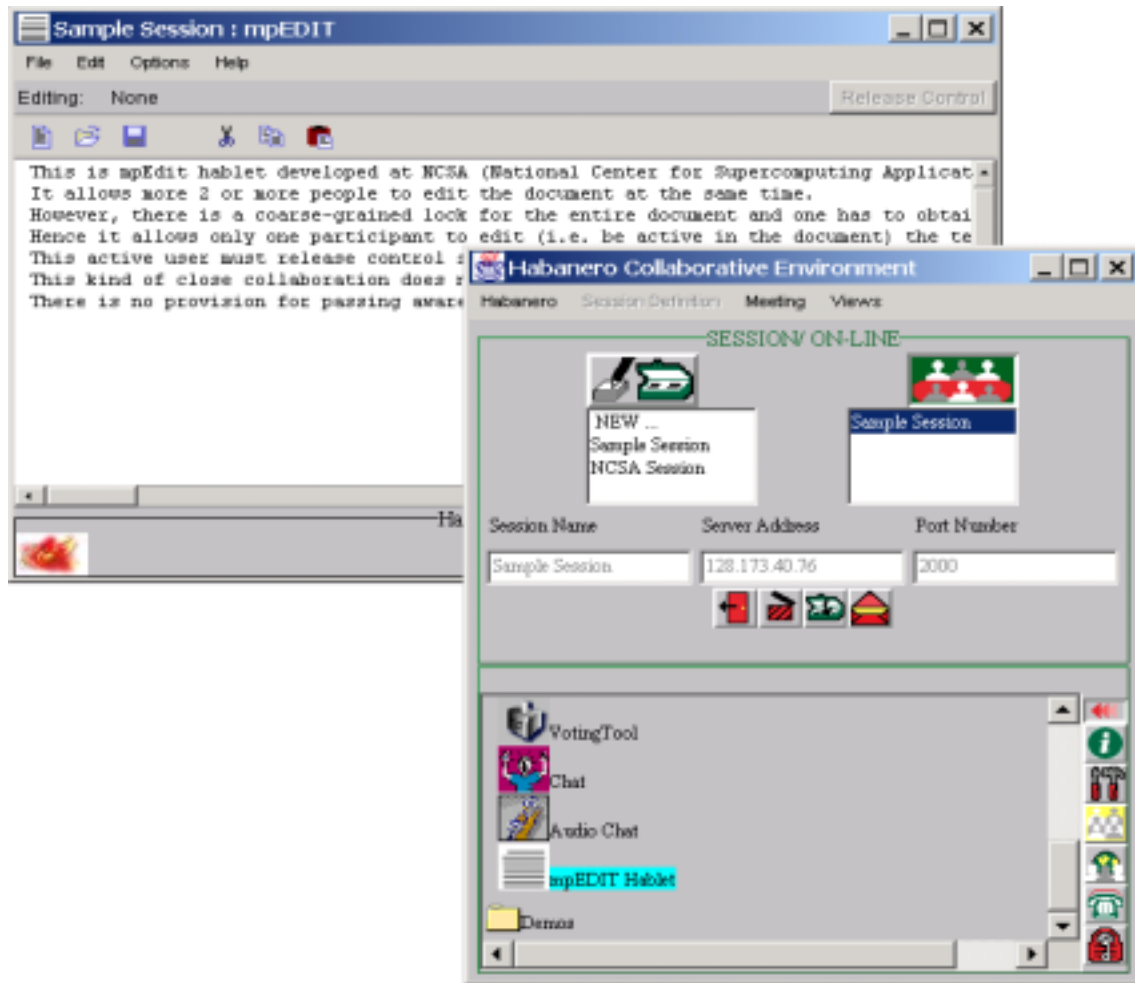 Sample Session : mpEDIT
File Edit Options Help
Editing: None
Release Control
This is mpEdit hablet developed at NCSA (National Center for Supercomputing Applicat
It allows more 2 or more people to edit the document at the same time.
However, there is a coarse-grained lock for the entire document and one has to obtai
Hence it allows only one participant to edit (i.e. be active in the document) the te
This active user must release control s
This kind of close collaboration does r
There is no provision for passing aware
Ha
Habanero Collaborative Environment
Habanero Session Definition Meeting Views
SESSION/ ON-LINE
NEW ...
Sample Session
NCSA Session
Sample Session
Session Name Server Address Port Number
Sample Session 128.173.40.76 2000
VotingTool
Chat
Audio Chat
mpEDIT Hablet
Demos